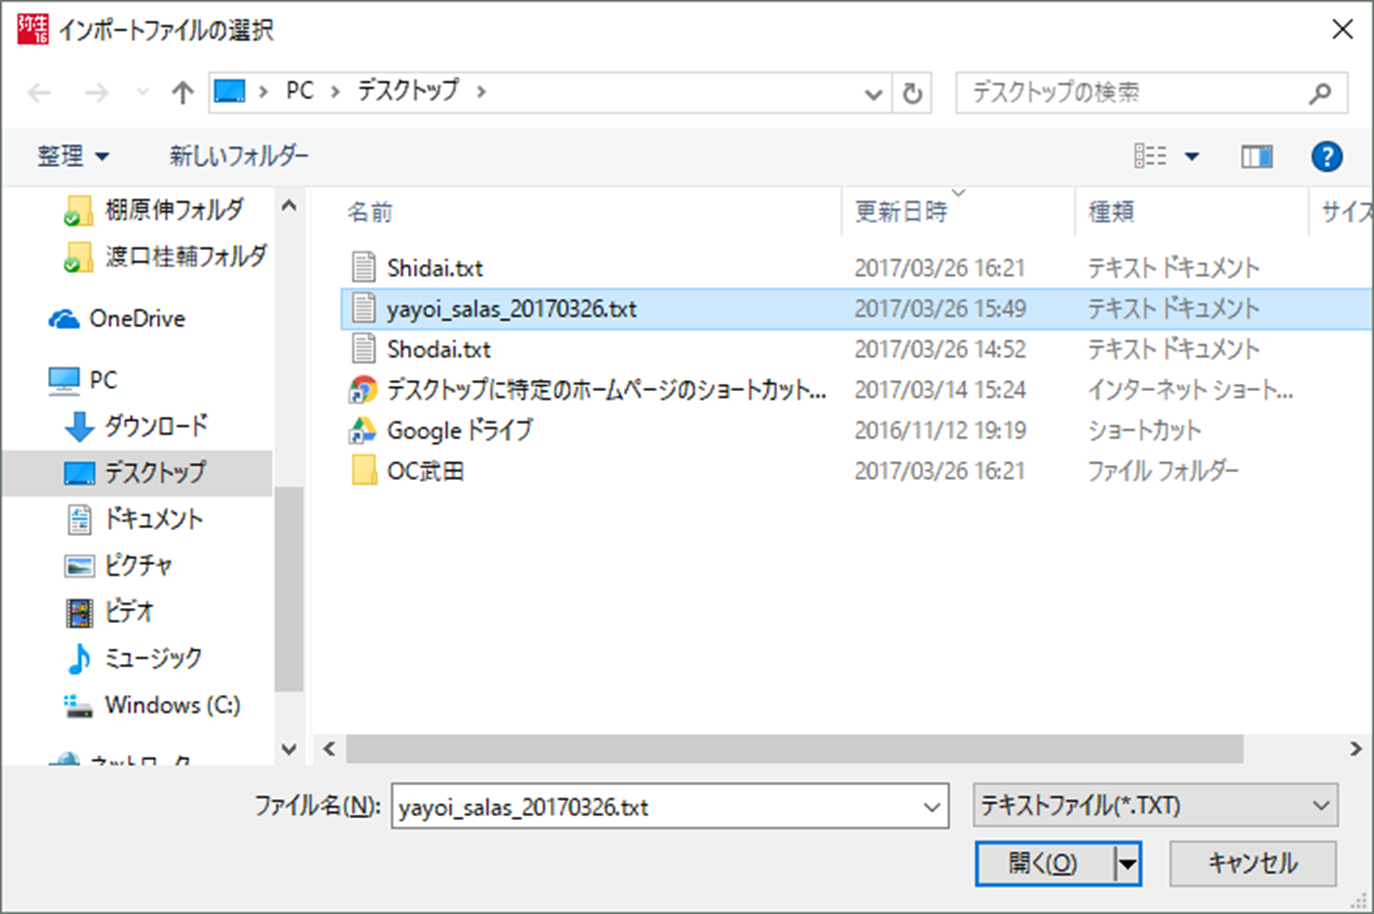 弥生 16 インポートファイルの選択
PC デスクトップ
デスクトップの検索
整理
新しいフォルダー
棚原伸フォルダ
渡口桂輔フォルダ
OneDrive
PC
ダウンロード
デスクトップ
ドキュメント
ピクチャ
ビデオ
ミュージック
Windows (C:)
ネットワーク
名前 更新日時 種類 サイズ
Shidai.txt 2017/03/26 16:21 テキスト ドキュメント
yayoi_salas_20170326.txt 2017/03/26 15:49 テキスト ドキュメント
Shodai.txt 2017/03/26 14:52 テキスト ドキュメント
デスクトップに特定のホームページのショートカット... 2017/03/14 15:24 インターネット ショート...
Google ドライブ 2016/11/12 19:19 ショートカット
OC武田 2017/03/26 16:21 ファイル フォルダー
ファイル名(N): yayoi_salas_20170326.txt テキストファイル(*.TXT)
開く(O) キャンセル